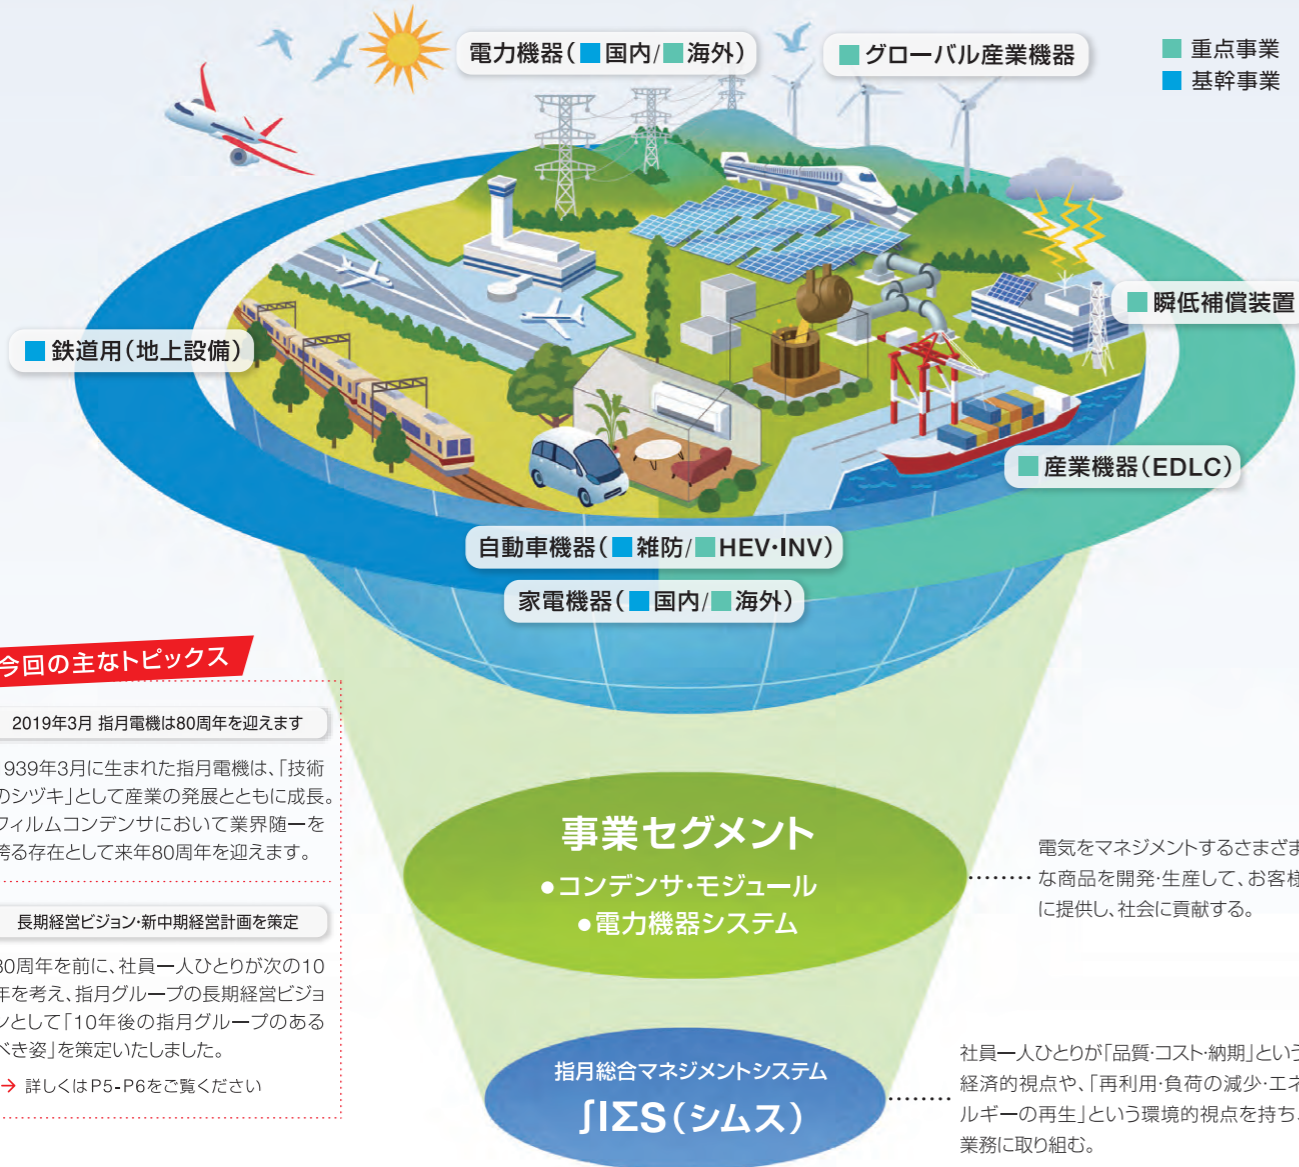 電力機器(■国内/■海外)
■グローバル産業機器
■重点事業
■基幹事業
■瞬低補償装置
■鉄道用(地上設備)
■産業機器(EDLC)
自動車機器(■雑防/■HEV・INV)
家電機器(■国内/■海外)
今回の主なトピックス
2019年3月 指月電機は80周年を迎えます
939年3月に生まれた指月電機は、「技術
のシヅキ」として産業の発展とともに成長。
フィルムコンデンサにおいて業界随一を
誇る存在として来年80周年を迎えます。
長期経営ビジョン・新中期経営計画を策定
80周年を前に、社員一人ひとりが次の10
年を考え、指月グループの長期経営ビジョ
ンとして「10年後の指月グループのある
べき姿」を策定いたしました。
→ 詳しくはP5-P6をご覧ください
事業セグメント
●コンデンサ・モジュール
●電力機器システム
電気をマネジメントするさまざま
な商品を開発・生産して、お客様
に提供し、社会に貢献する。
指月総合マネジメントシステム
∫IΣS(シムス)
社員一人ひとりが「品質・コスト・納期」という
経済的視点や、「再利用・負荷の減少・エネ
ルギーの再生」という環境的視点を持ち、
業務に取り組む。